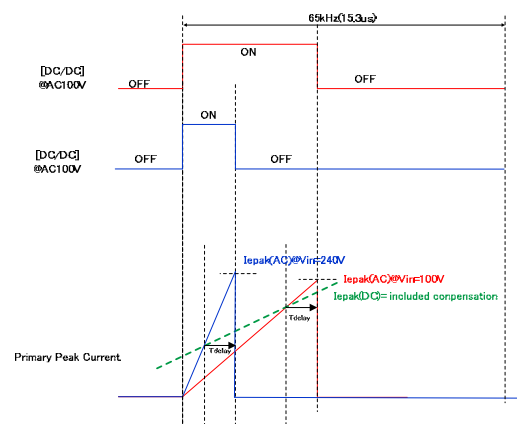 65kHz(15.3us)
ON
[DC/DC]
@AC100V
OFF
OFF
ON
[DC/DC]
@AC100V
OFF
OFF
Iepak(AC)@Vin=240V
Iepak(AC)@Vin=100V
Iepak(DC)= included conpensation
Tdelay
Tdelay
Primary Peak Current.